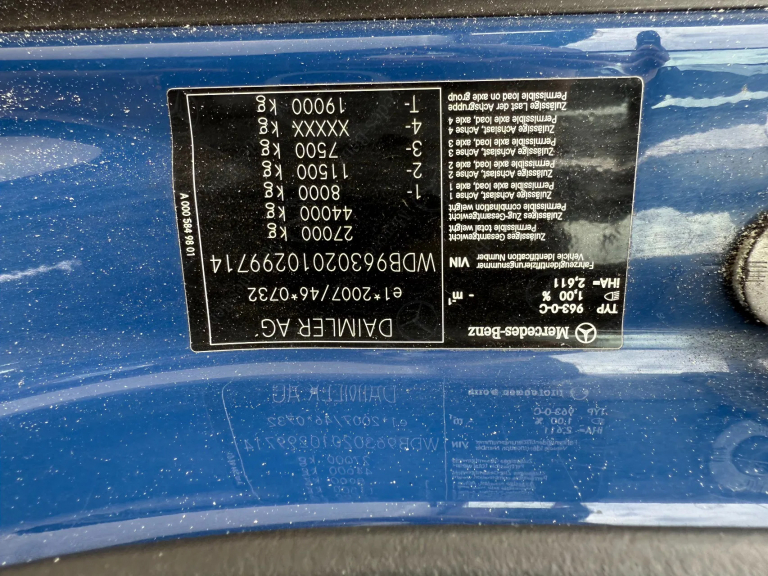 Mercedes-Benz
TYP 963-0-C
1,00 % - m-1
IHA= 2,611
DAIMLER AG
e1*2007/46*0732
Fahrzeugidentifizierungsnummer
Vehicle Identification Number VIN WDB96302010299714
Zulässiges Gesamtgewicht
Permissible total weight 27000 kg
Zulässiges Zug-Gesamtgewicht
Permissible combination weight 44000 kg
Zulässige Achslast, Achse 1
Permissible axle load, axle 1 1- 8000 kg
Zulässige Achslast, Achse 2
Permissible axle load, axle 2 2- 11500 kg
Zulässige Achslast, Achse 3
Permissible axle load, axle 3 3- 7500 kg
Zulässige Achslast, Achse 4
Permissible axle load, axle 4 4- XXXXX kg
Zulässige Last der Achsgruppe
Permissible load on axle group T- 19000 kg
A 000 584 98 01